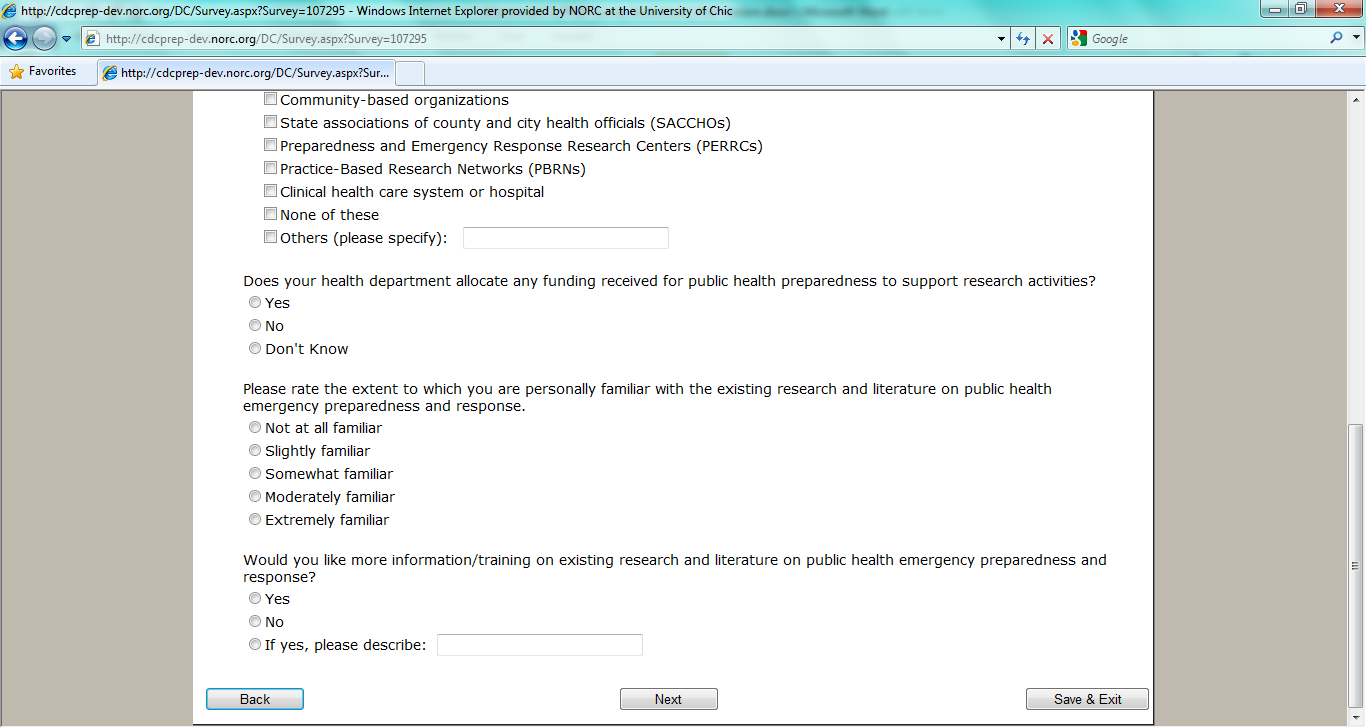 http://cdcprep-dev.norc.org/DC/Survey.aspx?Survey=107295 - Windows Internet Explorer provided by NORC at the University of Chic
http://cdcprep-dev.norc.org/DC/Survey.aspx?Survey=107295
Google
Favorites
http://cdcprep-dev.norc.org/DC/Survey.aspx?Sur...
Community-based organizations
State associations of county and city health officials (SACCHOs)
Preparedness and Emergency Response Research Centers (PERRCs)
Practice-Based Research Networks (PBRNs)
Clinical health care system or hospital
None of these
Others (please specify):
Does your health department allocate any funding received for public health preparedness to support research activities?
Yes
No
Don't Know
Please rate the extent to which you are personally familiar with the existing research and literature on public health
emergency preparedness and response.
Not at all familiar
Slightly familiar
Somewhat familiar
Moderately familiar
Extremely familiar
Would you like more information/training on existing research and literature on public health emergency preparedness and
response?
Yes
No
If yes, please describe:
Back Next Save & Exit